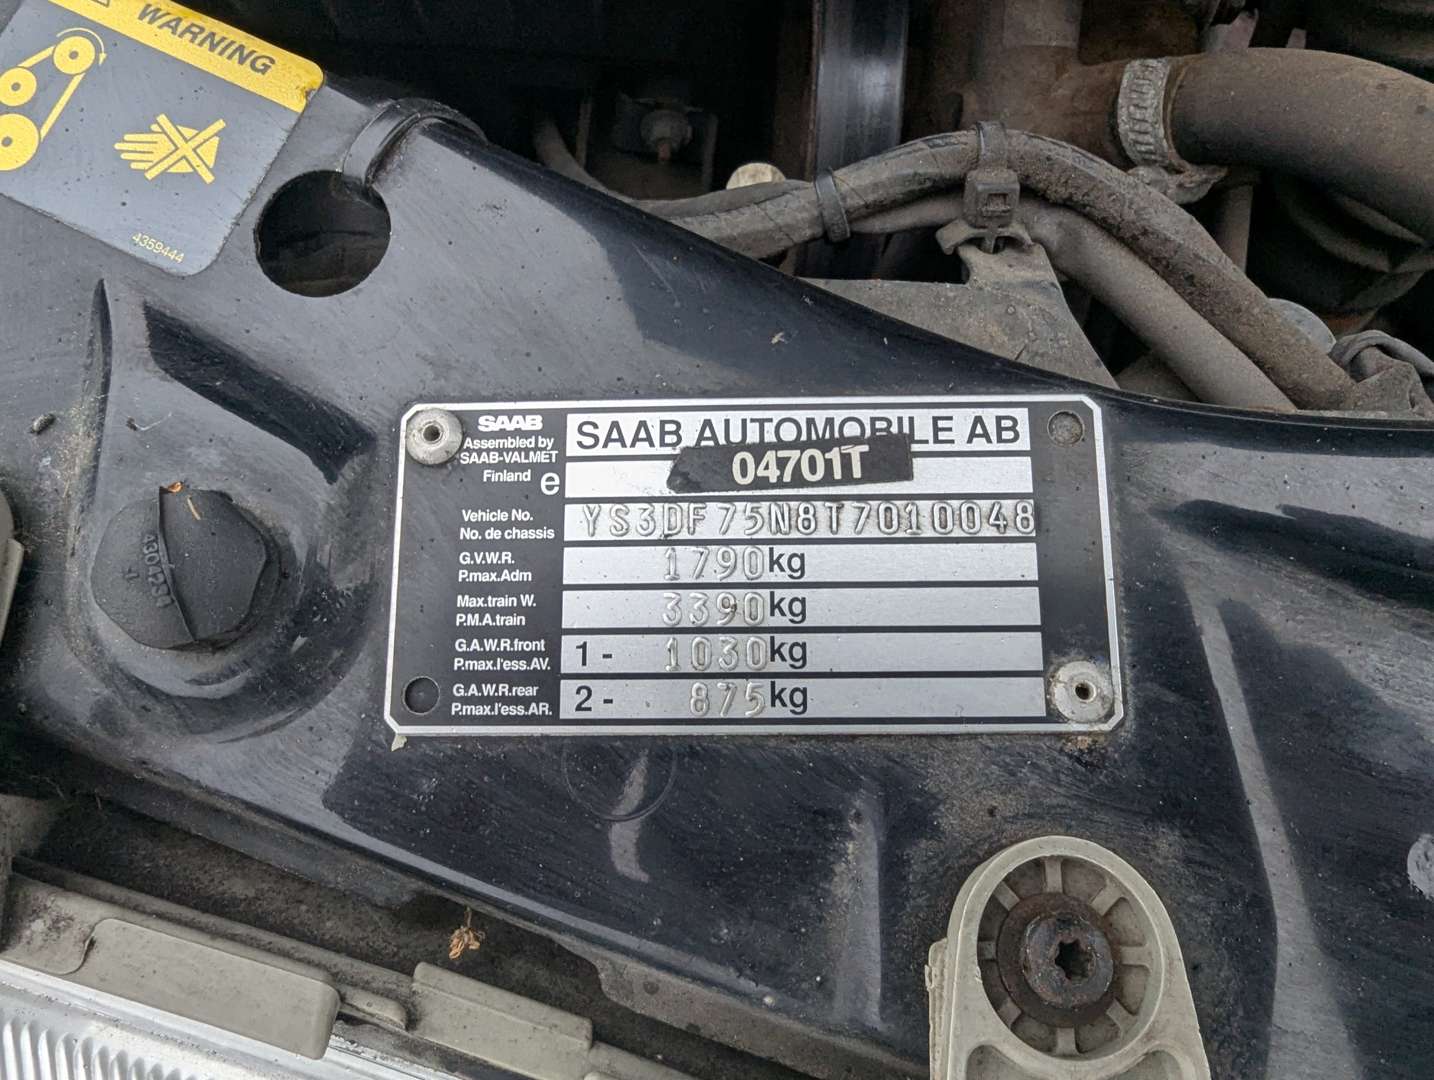 WARNING
4359444
SAAB
Assembled by
SAAB-VALMET
Finland e
SAAB AUTOMOBILE AB
04701T
Vehicle No.
No. de chassis
YS3DF75N8T7010048
G.V.W.R.
P.max.Adm
1790kg
Max.train W.
P.M.A.train
3390kg
G.A.W.R.front
P.max.l'ess.AV.
1- 1030kg
G.A.W.R.rear
P.max.l'ess.AR.
2- 875kg